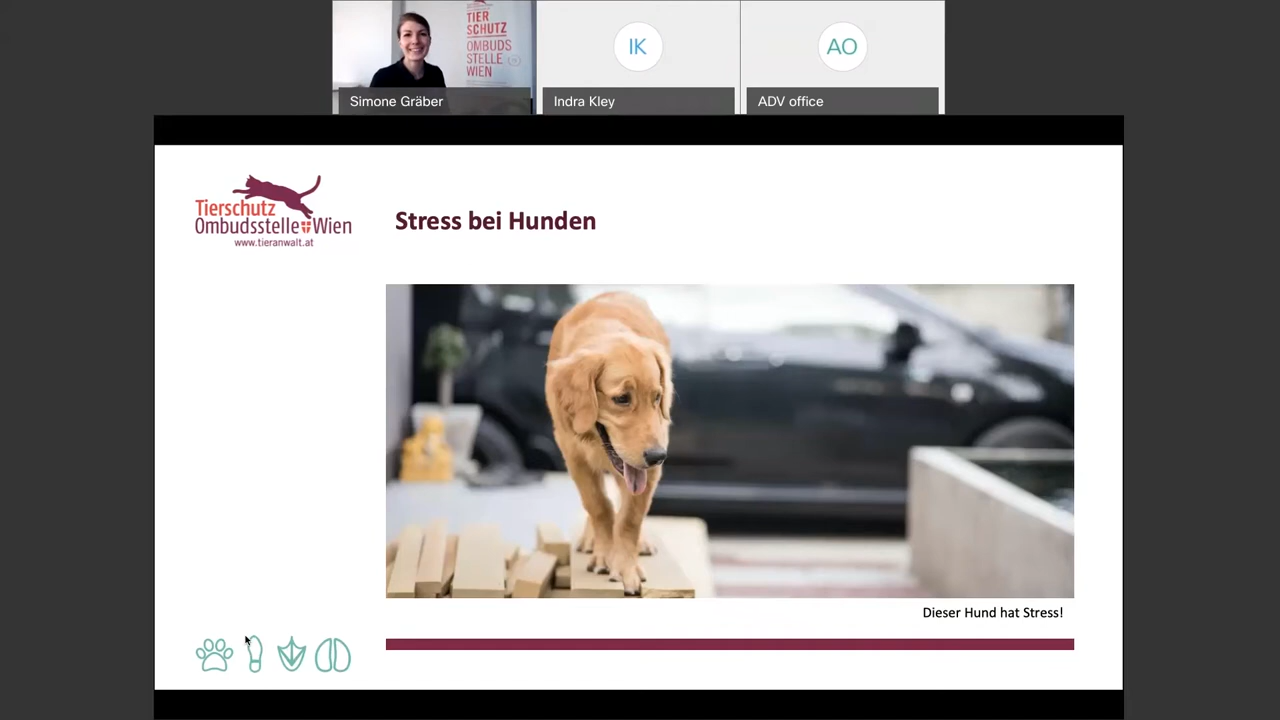 TIER
SCHUTZ
OMBUDS
STELLE
WIEN
IK
AO
Simone Gräber
Indra Kley
ADV office
Tierschutz
Ombudsstelle Wien
www.tieranwalt.at
Stress bei Hunden
Dieser Hund hat Stress!